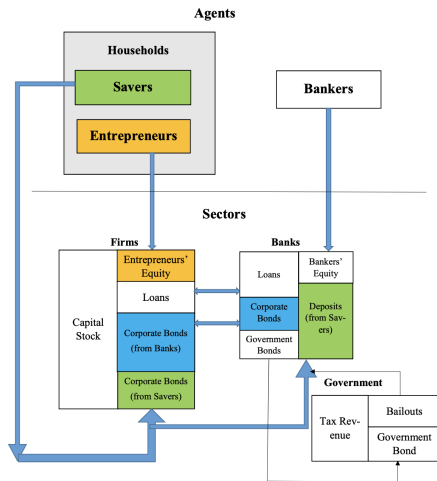 Agents
Households
Savers
Entrepreneurs
Bankers
Sectors
Firms
Capital
Stock
Entrepreneurs'
Equity
Loans
Corporate Bonds
(from Banks)
Corporate Bonds
(from Savers)
Banks
Loans
Corporate
Bonds
Government
Bonds
Bankers'
Equity
Deposits
(from Sav-
ers)
Government
Tax Rev-
enue
Bailouts
Government
Bond